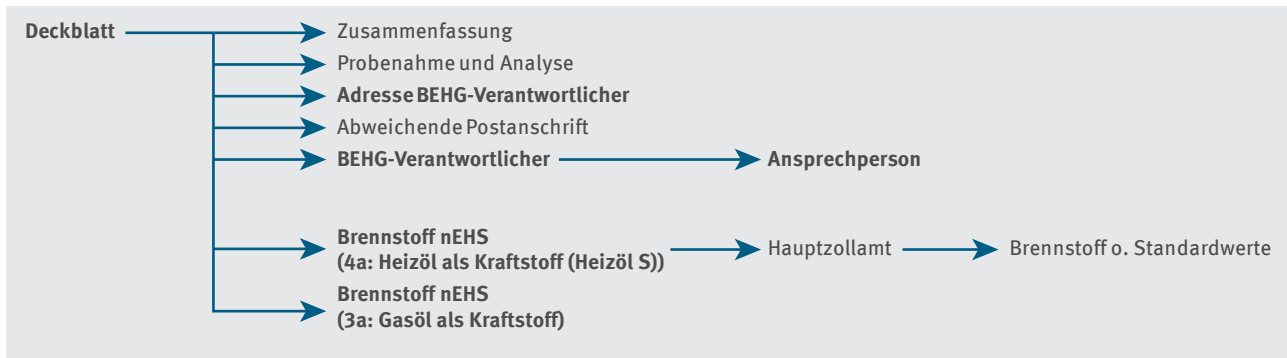 Deckblatt
Zusammenfassung
Probenahme und Analyse
Adresse BEHG-Verantwortlicher
Abweichende Postanschrift
BEHG-Verantwortlicher
Ansprechperson
Brennstoff nEHS
(4a: Heizöl als Kraftstoff (Heizöl S))
Hauptzollamt
Brennstoff o. Standardwerte
Brennstoff nEHS
(3a: Gasöl als Kraftstoff)